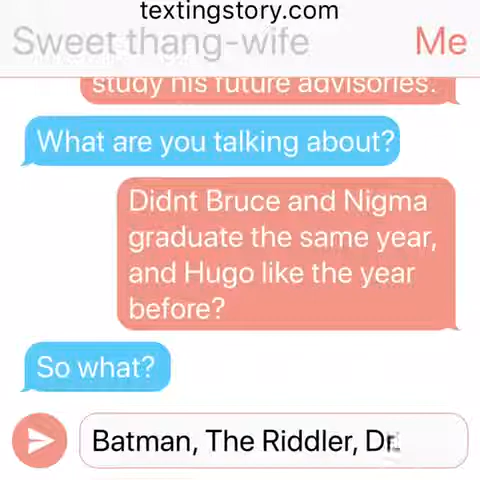 textingstory.com
Sweet thang-wife
Me
study his future advisories.
What are you talking about?
Didnt Bruce and Nigma
graduate the same year,
and Hugo like the year
before?
So what?
Batman, The Riddler, Dr.